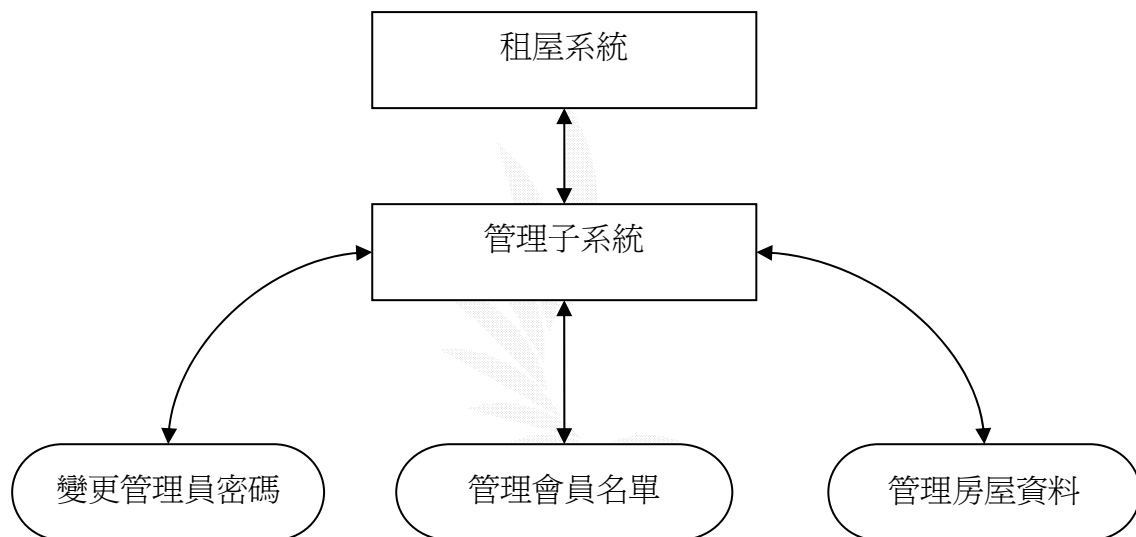 租屋系統
管理子系統
變更管理員密碼
管理會員名單
管理房屋資料